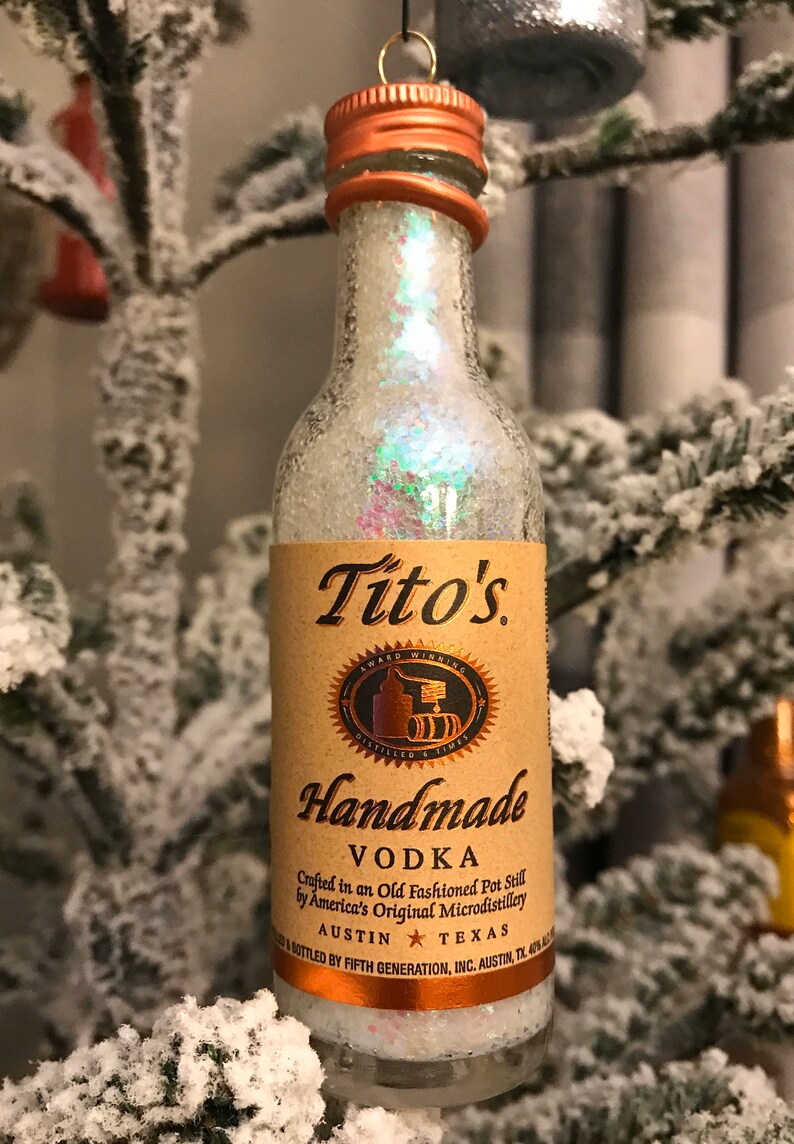 Tito's®
AWARD WINNING
DISTILLED 6 TIMES
Handmade
VODKA
Crafted in an Old Fashioned Pot Still
by America's Original Microdistillery
AUSTIN ★ TEXAS
& BOTTLED BY FIFTH GENERATION, INC. AUSTIN, TX. 40% ALC.